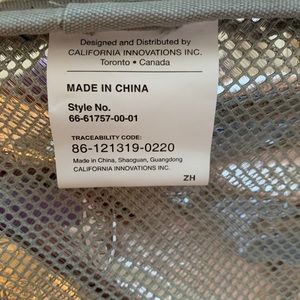 Designed and Distributed by
CALIFORNIA INNOVATIONS INC.
Toronto • Canada
MADE IN CHINA
Style No.
66-61757-00-01
TRACEABILITY CODE:
86-121319-0220
Made in China, Shaoguan, Guangdong
CALIFORNIA INNOVATIONS INC.
ZH